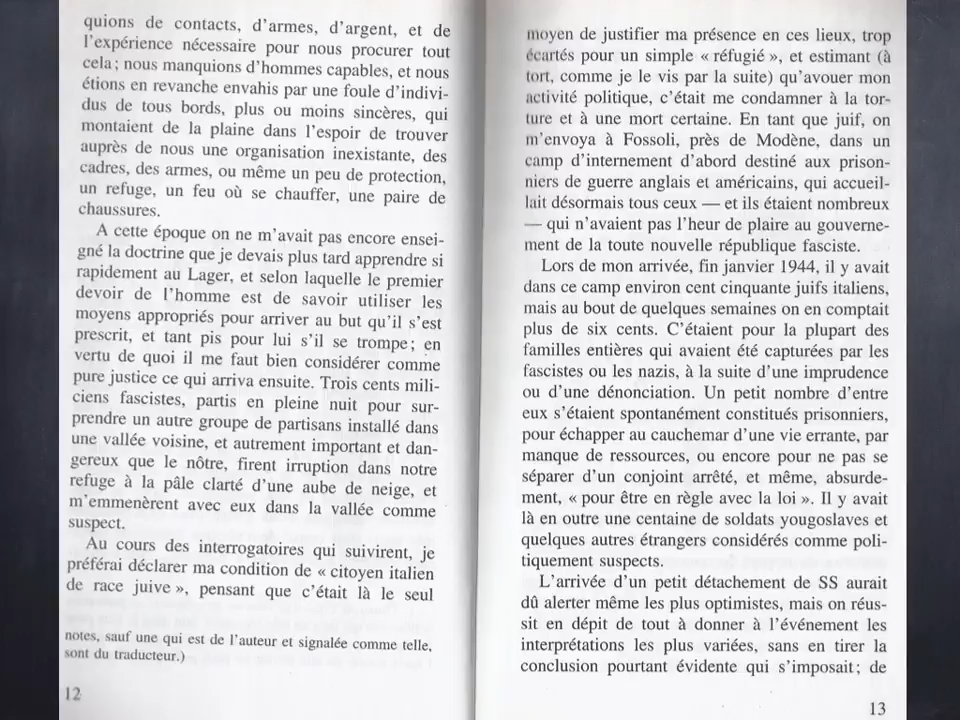 quions de contacts, d'armes, d'argent, et de
l'expérience nécessaire pour nous procurer tout
cela ; nous manquions d'hommes capables, et nous
étions en revanche envahis par une foule d'indivi-
dus de tous bords, plus ou moins sincères, qui
montaient de la plaine dans l'espoir de trouver
auprès de nous une organisation inexistante, des
cadres, des armes, ou même un peu de protection,
un refuge, un feu où se chauffer, une paire de
chaussures.
A cette époque on ne m'avait pas encore ensei-
gné la doctrine que je devais plus tard apprendre si
rapidement au Lager, et selon laquelle le premier
devoir de l'homme est de savoir utiliser les
moyens appropriés pour arriver au but qu'il s'est
prescrit, et tant pis pour lui s'il se trompe ; en
vertu de quoi il me faut bien considérer comme
pure justice ce qui arriva ensuite. Trois cents mili-
ciens fascistes, partis en pleine nuit pour sur-
prendre un autre groupe de partisans installé dans
une vallée voisine, et autrement important et dan-
gereux que le nôtre, firent irruption dans notre
refuge à la pâle clarté d'une aube de neige, et
m'emmenèrent avec eux dans la vallée comme
suspect.
Au cours des interrogatoires qui suivirent, je
préférai déclarer ma condition de « citoyen italien
de race juive », pensant que c'était là le seul
notes, sauf une qui est de l'auteur et signalée comme telle,
sont du traducteur.)
12
moyen de justifier ma présence en ces lieux, trop
écartés pour un simple « réfugié », et estimant (à
tort, comme je le vis par la suite) qu'avouer mon
activité politique, c'était me condamner à la tor-
ture et à une mort certaine. En tant que juif, on
m'envoya à Fossoli, près de Modène, dans un
camp d'internement d'abord destiné aux prison-
niers de guerre anglais et américains, qui accueil-
lait désormais tous ceux — et ils étaient nombreux
— qui n'avaient pas l'heur de plaire au gouverne-
ment de la toute nouvelle république fasciste.
Lors de mon arrivée, fin janvier 1944, il y avait
dans ce camp environ cent cinquante juifs italiens,
mais au bout de quelques semaines on en comptait
plus de six cents. C'étaient pour la plupart des
familles entières qui avaient été capturées par les
fascistes ou les nazis, à la suite d'une imprudence
ou d'une dénonciation. Un petit nombre d'entre
eux s'étaient spontanément constitués prisonniers,
pour échapper au cauchemar d'une vie errante, par
manque de ressources, ou encore pour ne pas se
séparer d'un conjoint arrêté, et même, absurde-
ment, « pour être en règle avec la loi ». Il y avait
là en outre une centaine de soldats yougoslaves et
quelques autres étrangers considérés comme poli-
tiquement suspects.
L'arrivée d'un petit détachement de SS aurait
dû alerter même les plus optimistes, mais on réus-
sit en dépit de tout à donner à l'événement les
interprétations les plus variées, sans en tirer la
conclusion pourtant évidente qui s'imposait ; de
13